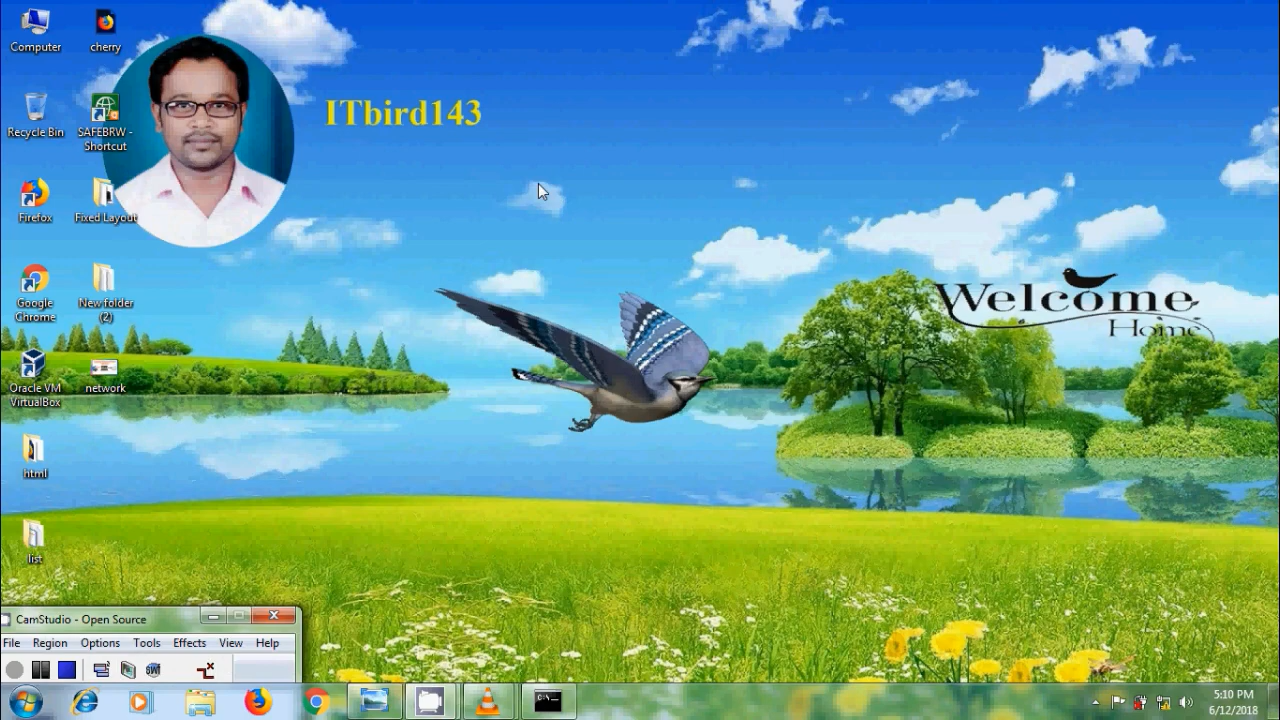 Computer
cherry
Recycle Bin
SAFEBRW -
Shortcut
Firefox
Fixed Layout
Google
Chrome
New folder
(2)
Oracle VM
VirtualBox
network
html
list
ITbird143
Welcome
Home
CamStudio - Open Source
File Region Options Tools Effects View Help
SWF
C:\_
5:10 PM
6/12/2018